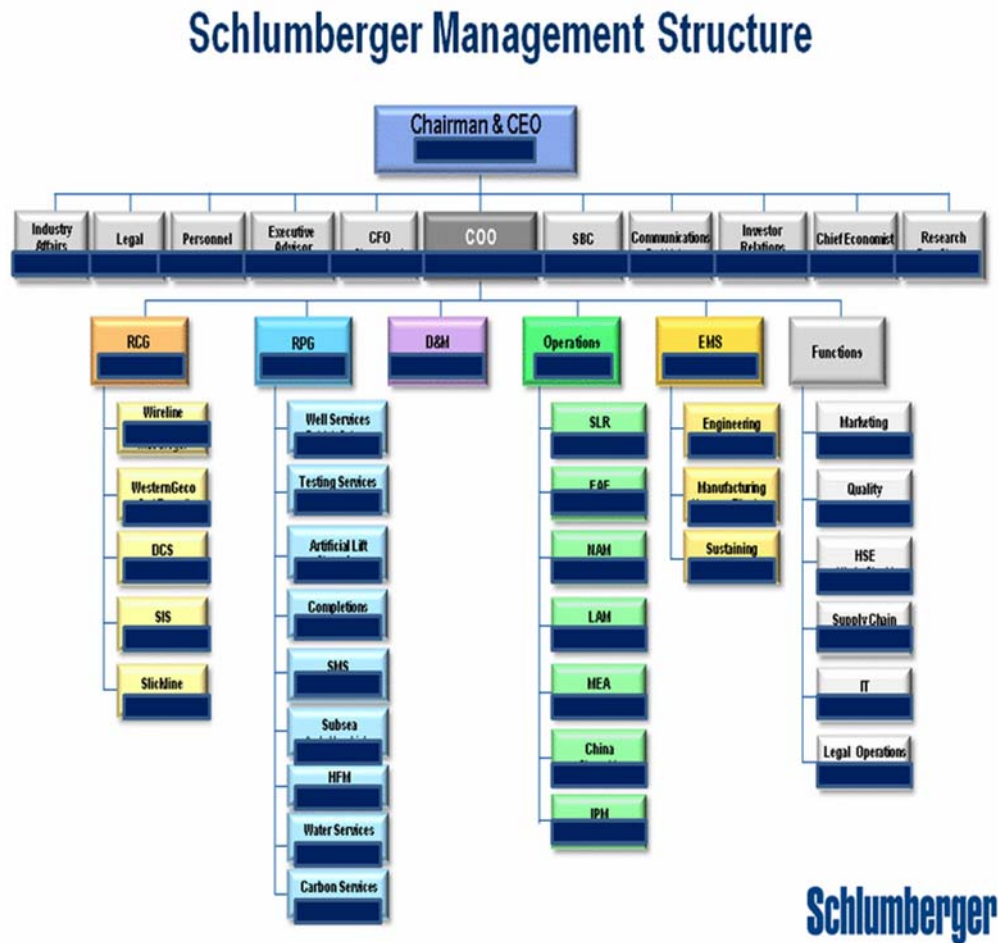 Schlumberger Management Structure
Chairman & CEO
Industry
Affairs
Legal
Personnel
Executive
Advisor
CFO
COO
SBC
Communications
Investor
Relations
Chief Economist
Research
RCG
RPG
D&M
Operations
EMS
Functions
Wireline
WesternGeco
DCS
SIS
Slickline
Well Services
Testing Services
Artificial Lift
Completions
SMS
Subsea
HFM
Water Services
Carbon Services
SLR
EAF
NAM
LAM
MEA
China
IPM
Engineering
Manufacturing
Sustaining
Marketing
Quality
HSE
Supply Chain
IT
Legal Operations
Schlumberger